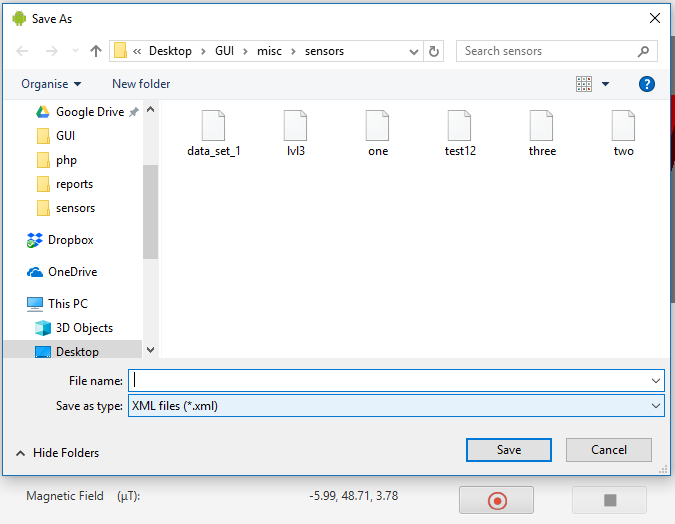 Save As
« Desktop > GUI > misc > sensors
Search sensors
Organise
New folder
?
Google Drive
GUI
php
reports
sensors
Dropbox
OneDrive
This PC
3D Objects
Desktop
data_set_1
lvl3
one
test12
three
two
File name:
Save as type: XML files (*.xml)
Hide Folders
Save
Cancel
Magnetic Field (µT): -5.99, 48.71, 3.78